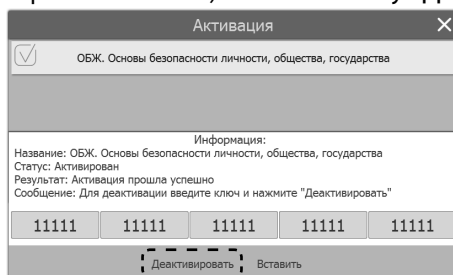 Активация
ОБЖ. Основы безопасности личности, общества, государства
Информация:
Название: ОБЖ. Основы безопасности личности, общества, государства
Статус: Активирован
Результат: Активация прошла успешно
Сообщение: Для деактивации введите ключ и нажмите "Деактивировать"
11111 11111 11111 11111 11111
Деактивировать Вставить